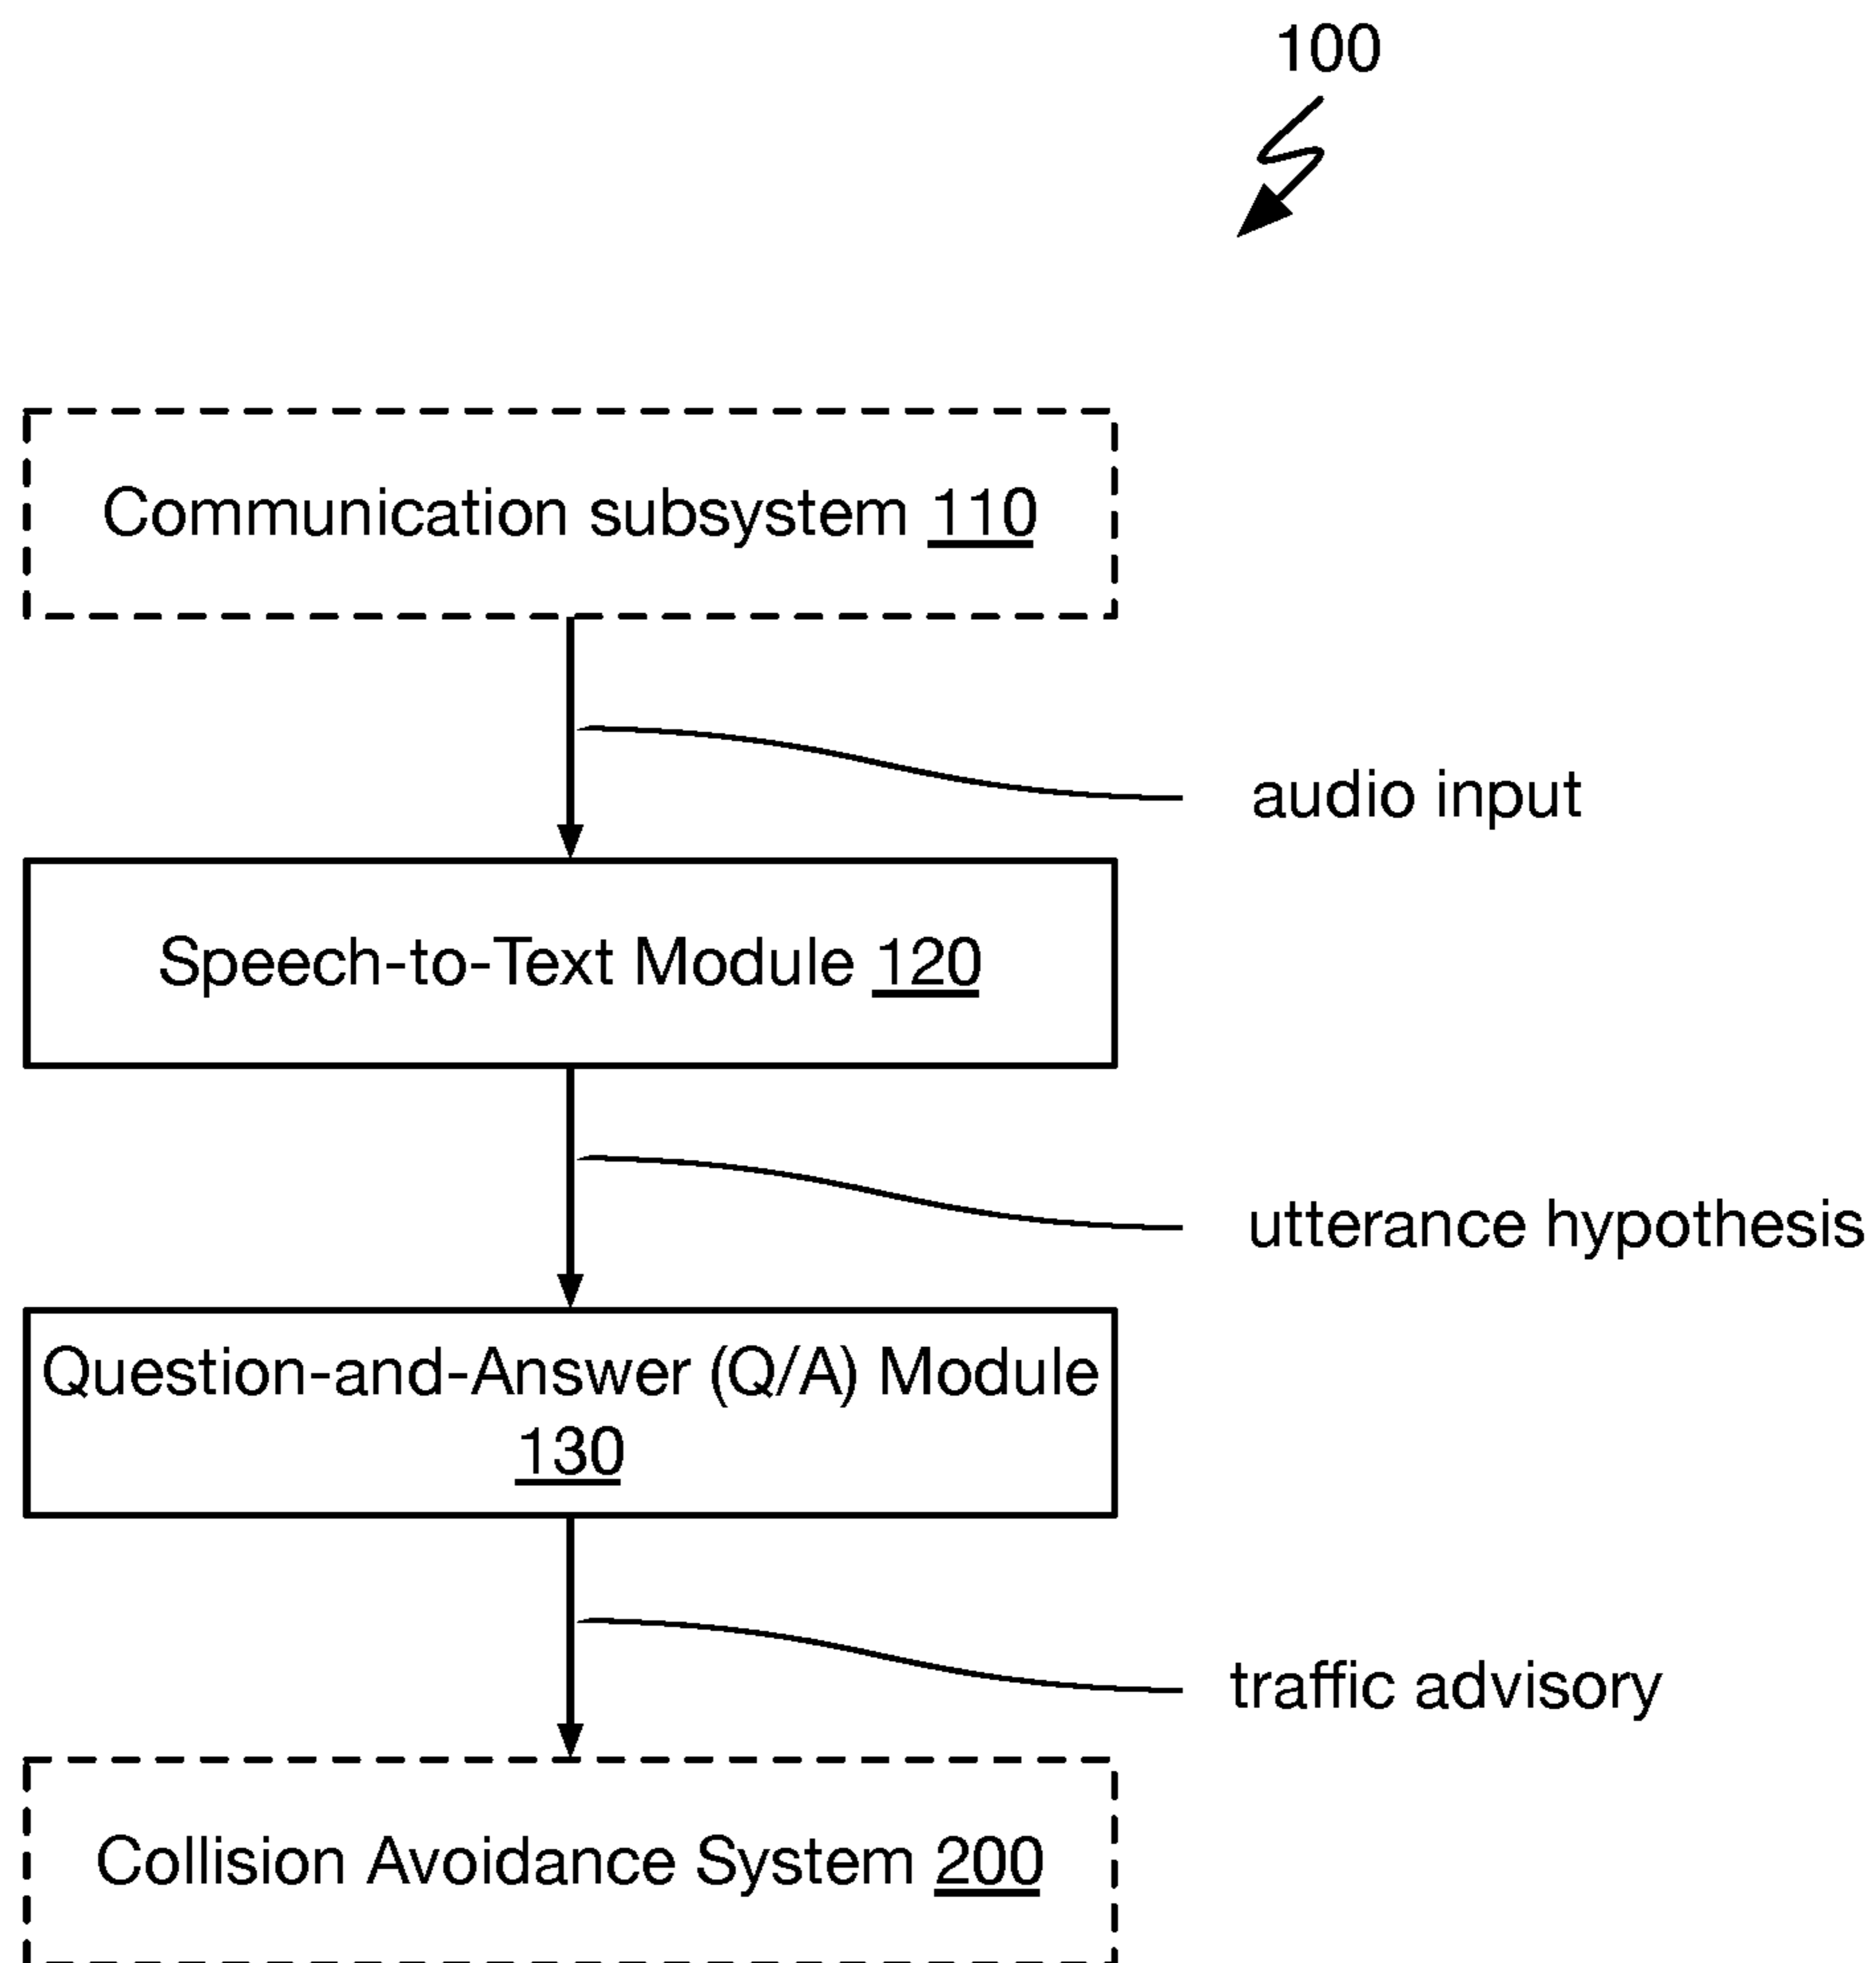 100
Communication subsystem 110
audio input
Speech-to-Text Module 120
utterance hypothesis
Question-and-Answer (Q/A) Module
130
traffic advisory
Collision Avoidance System 200